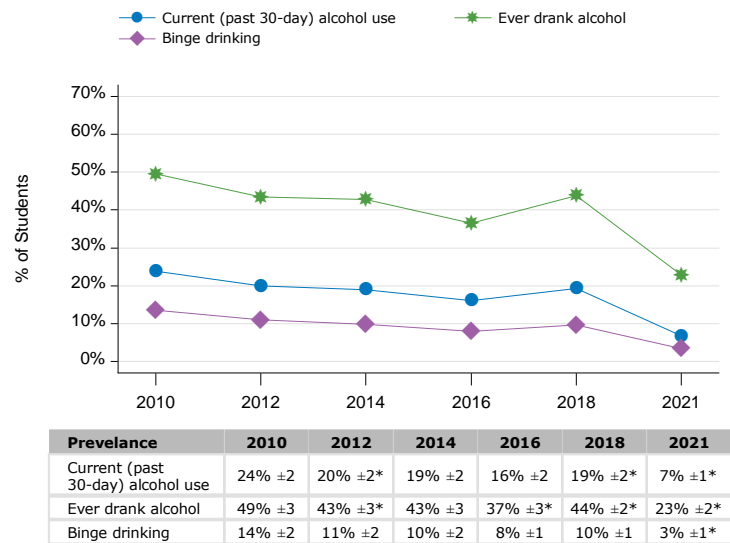 Current (past 30-day) alcohol use
Ever drank alcohol
Binge drinking
70%
60%
50%
40%
30%
20%
10%
0%
% of Students
2010 2012 2014 2016 2018 2021
Prevelance 2010 2012 2014 2016 2018 2021
Current (past
30-day) alcohol use 24% ±2 20% ±2* 19% ±2 16% ±2 19% ±2* 7% ±1*
Ever drank alcohol 49% ±3 43% ±3* 43% ±3 37% ±3* 44% ±2* 23% ±2*
Binge drinking 14% ±2 11% ±2 10% ±2 8% ±1 10% ±1 3% ±1*